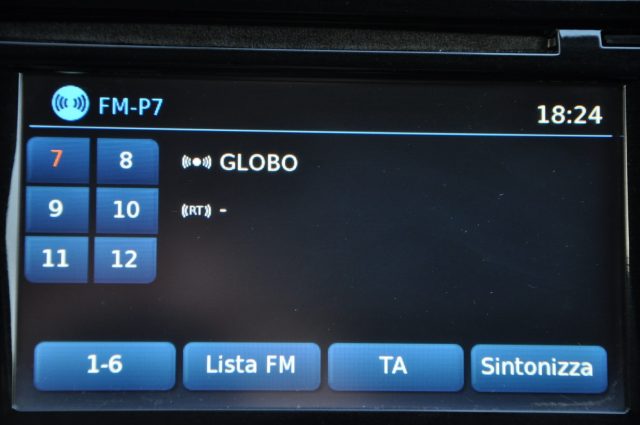 FM-P7
18:24
7 8 GLOBO
9 10 RT -
11 12
1-6 Lista FM TA Sintonizza